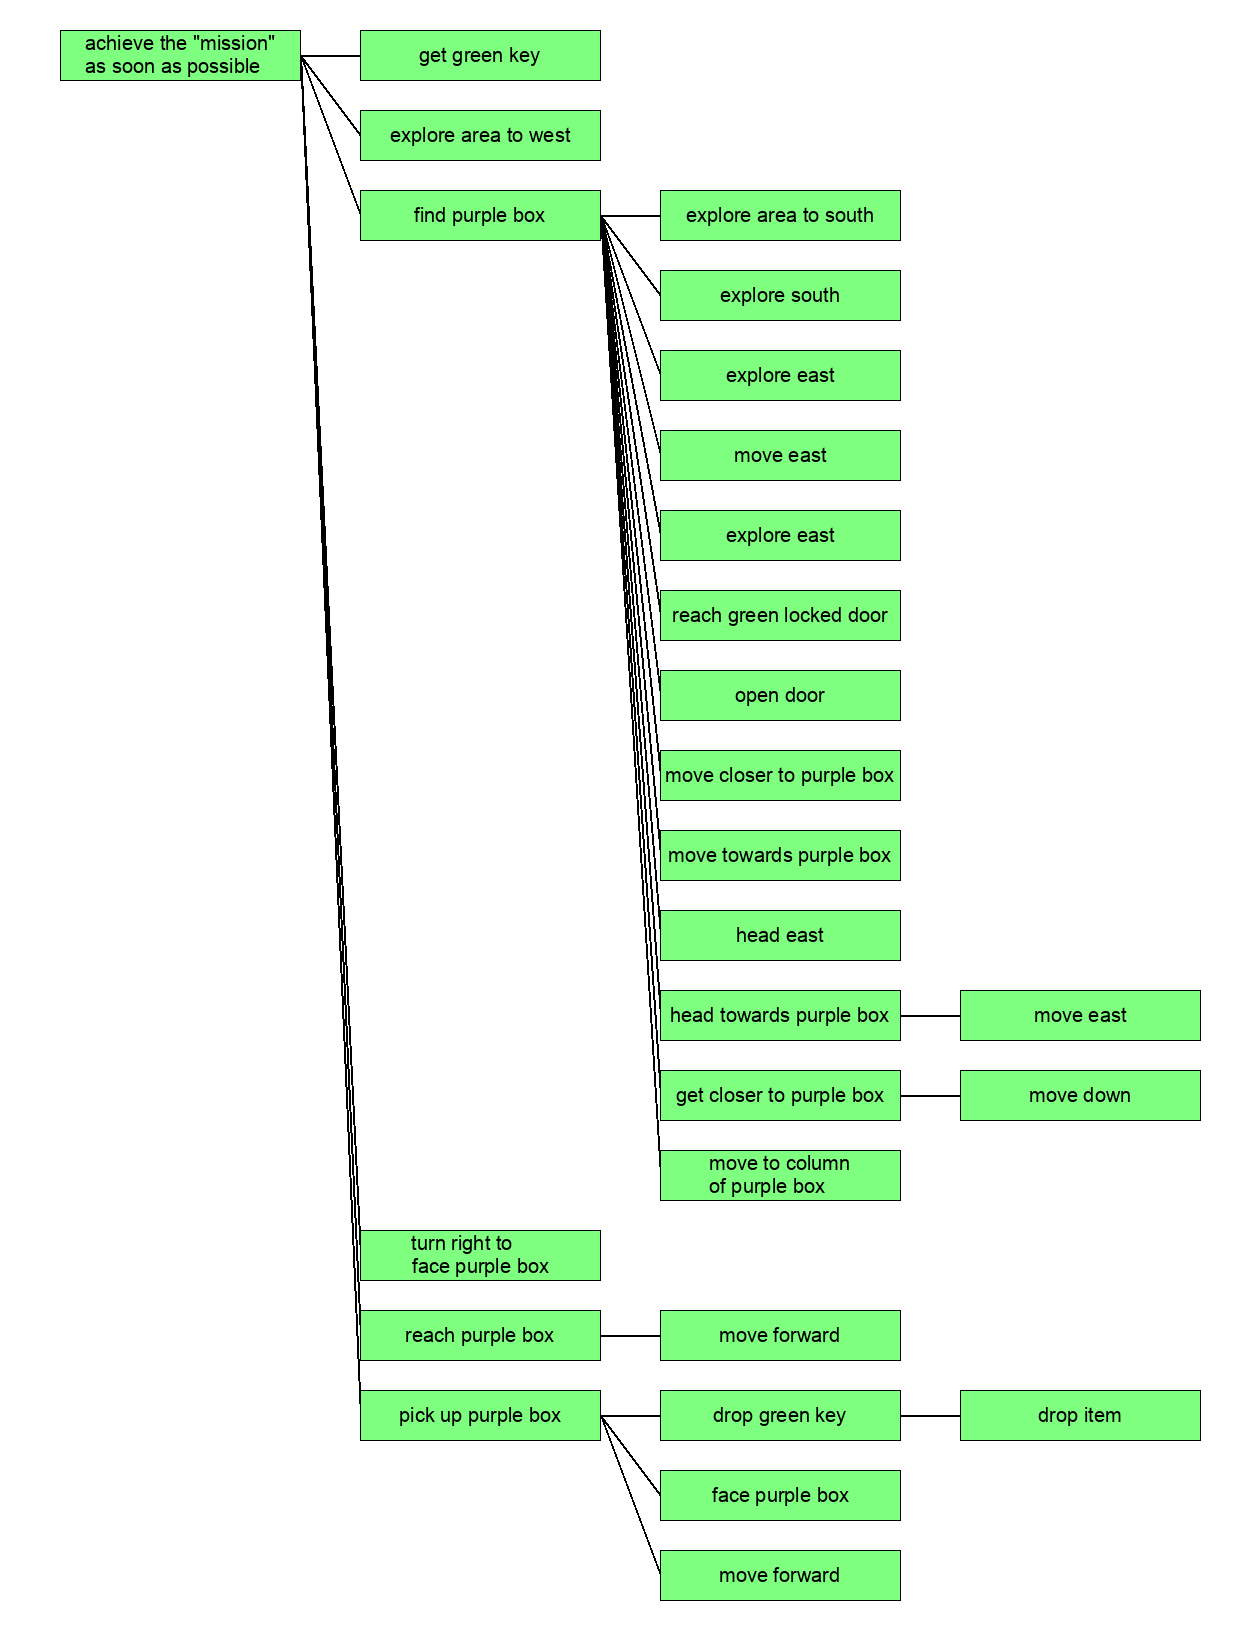 achieve the "mission"
as soon as possible
get green key
explore area to west
find purple box
explore area to south
explore south
explore east
move east
explore east
reach green locked door
open door
move closer to purple box
move towards purple box
head east
head towards purple box
move east
get closer to purple box
move down
move to column
of purple box
turn right to
face purple box
reach purple box
move forward
pick up purple box
drop green key
drop item
face purple box
move forward